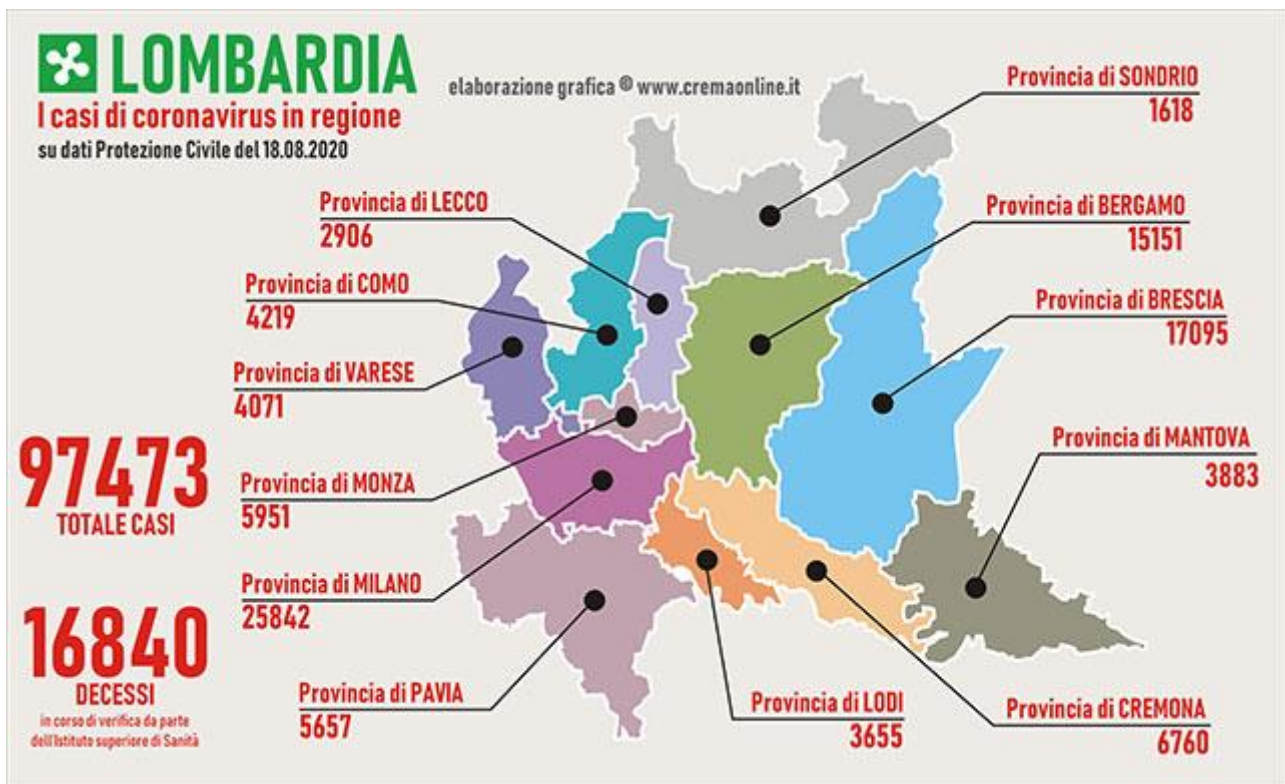 LOMBARDIA
I casi di coronavirus in regione
su dati Protezione Civile del 18.08.2020
elaborazione grafica ® www.cremaonline.it
Provincia di SONDRIO
1618
Provincia di LECCO
2906
Provincia di BERGAMO
15151
Provincia di COMO
4219
Provincia di BRESCIA
17095
Provincia di VARESE
4071
97473
TOTALE CASI
Provincia di MONZA
5951
Provincia di MANTOVA
3883
Provincia di MILANO
25842
16840
DECESSI
in corso di verifica da parte
dell'Istituto superiore di Sanità
Provincia di PAVIA
5657
Provincia di LODI
3655
Provincia di CREMONA
6760